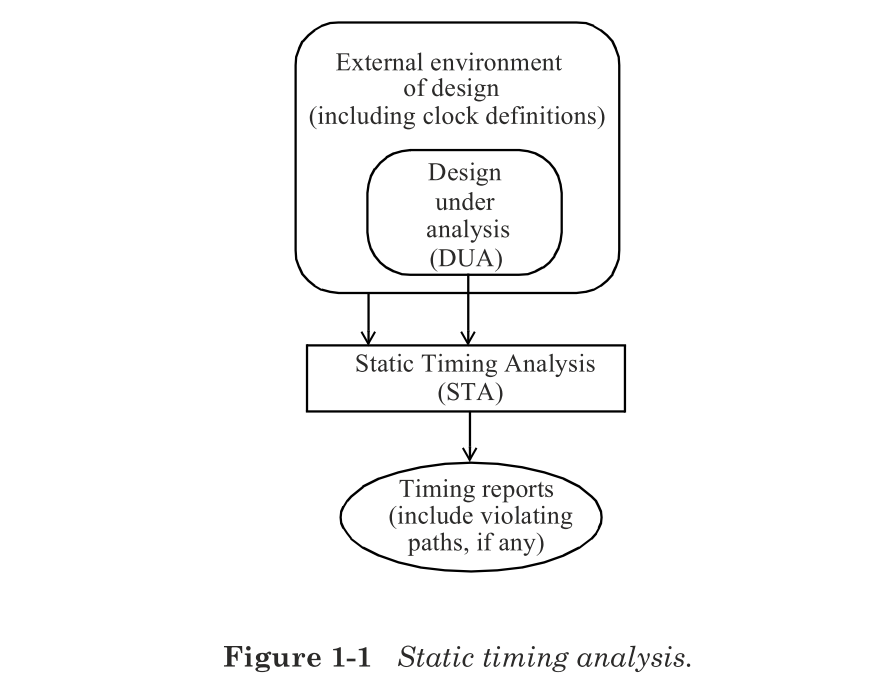 External environment
of design
(including clock definitions)
Design
under
analysis
(DUA)
Static Timing Analysis
(STA)
Timing reports
(include violating
paths, if any)
Figure 1-1 Static timing analysis.